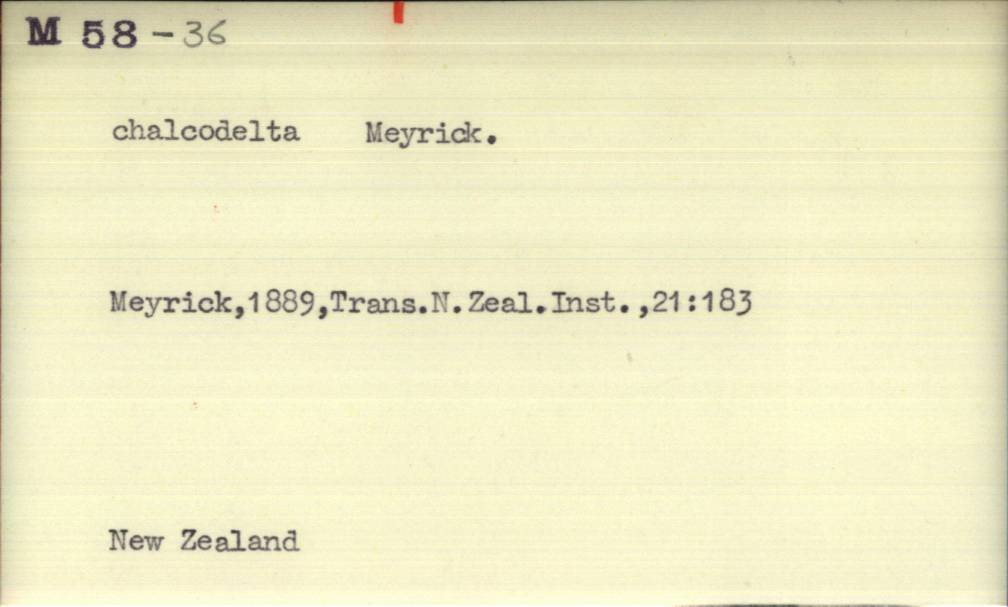 M 58 - 36
chalcodelta Meyrick.
Meyrick,1889,Trans.N.Zeal.Inst.,21:183
New Zealand